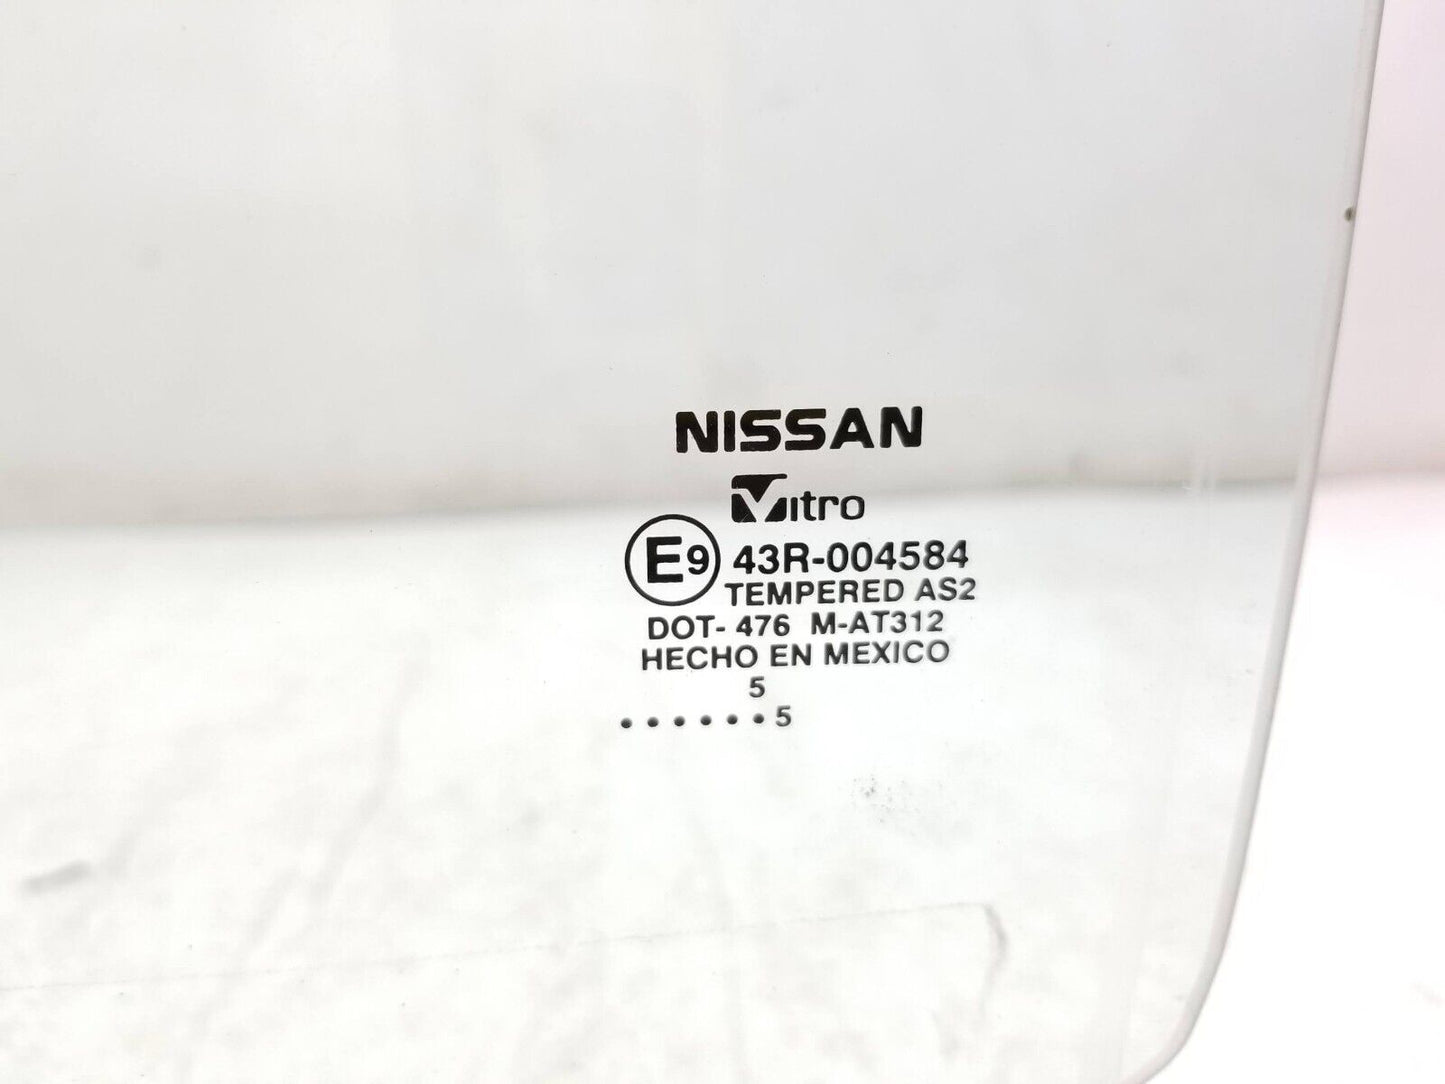 NISSAN
Vitro
E9 43R-004584
TEMPERED AS2
DOT- 476 M-AT312
HECHO EN MEXICO
5
......5